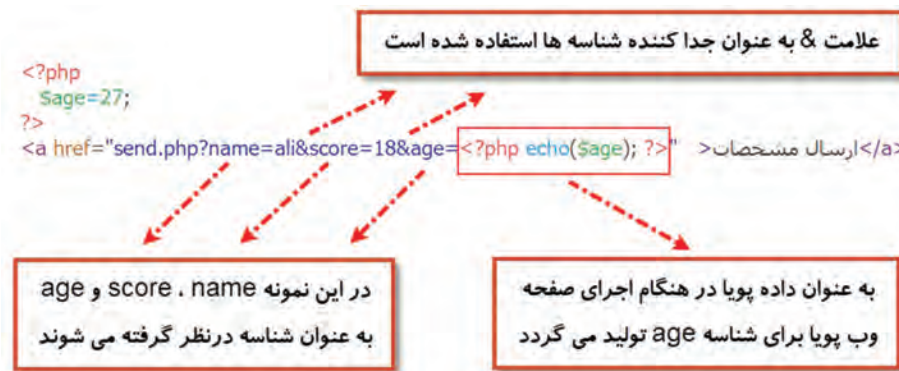 علامت & به عنوان جدا کننده شناسه ها استفاده شده است
<?php
$age=27;
?>
<a href="send.php?name=ali&score=18&age=<?php echo($age); ?>" >ارسال مشخصات</a>
در این نمونه score ، name و age
به عنوان شناسه درنظر گرفته می شوند
به عنوان داده پویا در هنگام اجرای صفحه
وب پویا برای شناسه age تولید می گردد